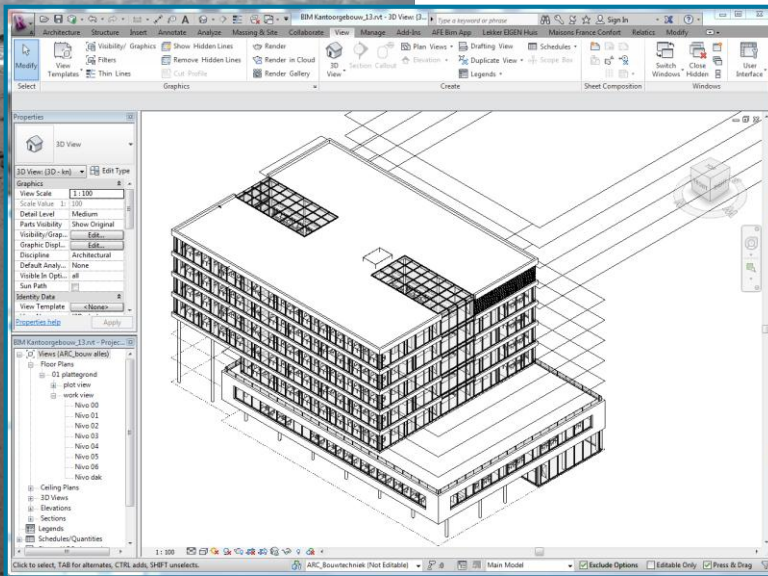 BIM Kantoorgebouw_13.rvt - 3D View: {3...
Type a keyword or phrase
Sign In
Architecture Structure Insert Annotate Analyze Massing & Site Collaborate View Manage Add-Ins AFE Bim App Lekker EIGEN Huis Maisons France Confort Relatics Modify
Visibility/ Graphics Show Hidden Lines Render Plan Views Drafting View Schedules
Filters Remove Hidden Lines Render in Cloud Elevation Duplicate View Scope Box
Thin Lines Cut Profile Render Gallery Legends
Modify View Templates 3D View Section Callout Switch Windows Close Hidden User Interface
Select Graphics Create Sheet Composition Windows
Properties
3D View
3D View: {3D - kn} Edit Type
Graphics
View Scale 1 : 100
Scale Value 1: 100
Detail Level Medium
Parts Visibility Show Original
Visibility/Grap... Edit...
Graphic Displ... Edit...
Discipline Architectural
Default Analy... None
Visible In Opti... all
Sun Path
Identity Data
View Template <None>
Properties help Apply
BIM Kantoorgebouw_13.rvt - Projec...
Views (ARC_bouw alles)
Floor Plans
01 plattegrond
plot view
work view
Nivo 00
Nivo 01
Nivo 02
Nivo 03
Nivo 04
Nivo 05
Nivo 06
Nivo dak
Ceiling Plans
3D Views
Elevations
Sections
Legends
Schedules/Quantities
1 : 100
Click to select, TAB for alternates, CTRL adds, SHIFT unselects.
ARC_Bouwtechniek (Not Editable) :0 Main Model Exclude Options Editable Only Press & Drag